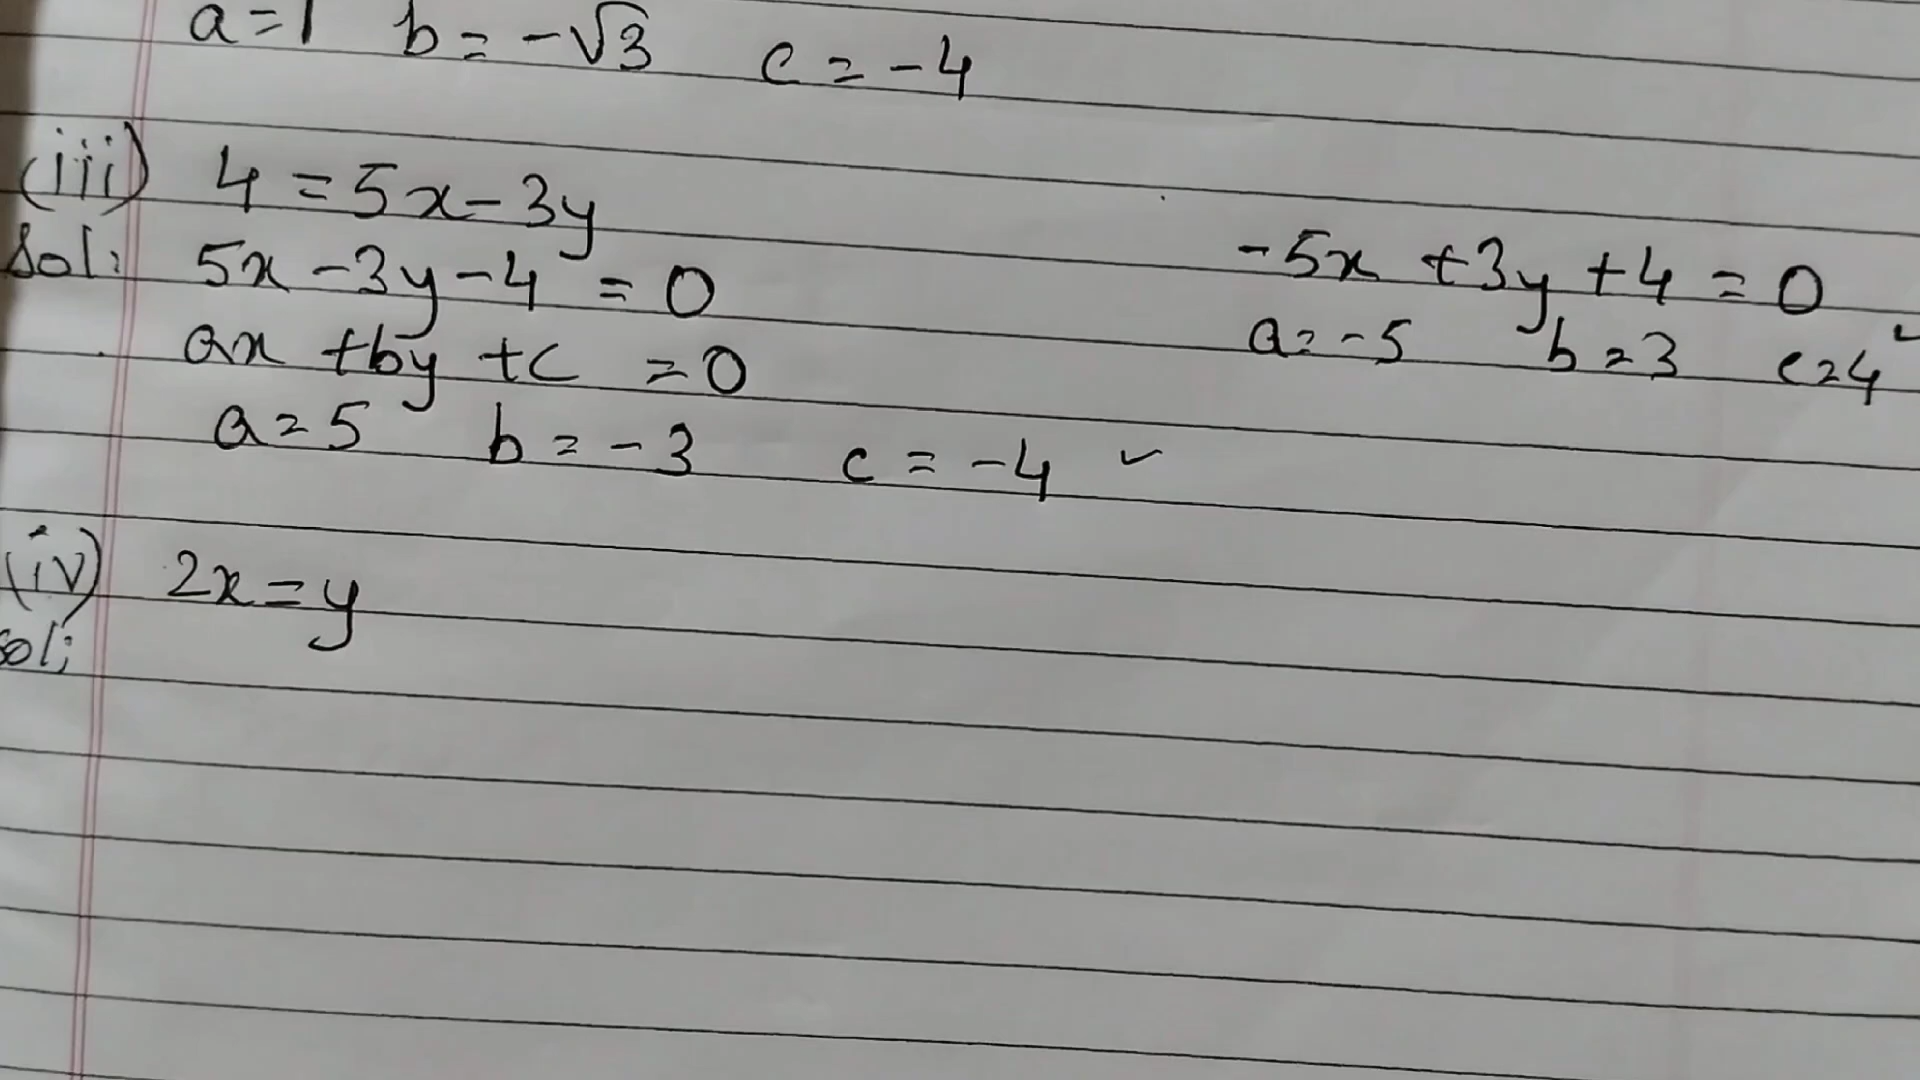 a=1 b=-√3 c=-4
(iii) 4=5x-3y
Sol: 5x-3y-4=0
ax+by+c=0
a=5 b=-3 c=-4 ✓
-5x+3y+4=0
a=-5 b=3 c=4 ✓
(iv) 2x=y
Sol;